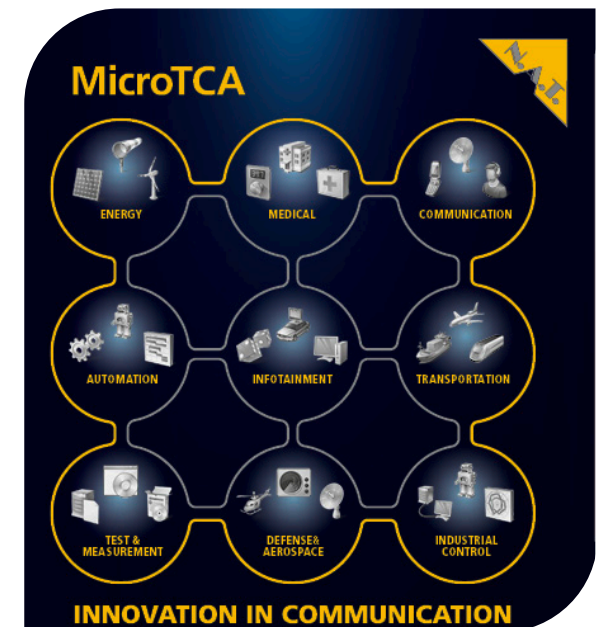 MicroTCA
N.A.T.
ENERGY
MEDICAL
COMMUNICATION
AUTOMATION
INFOTAINMENT
TRANSPORTATION
TEST &
MEASUREMENT
DEFENSE&
AEROSPACE
INDUSTRIAL
CONTROL
INNOVATION IN COMMUNICATION